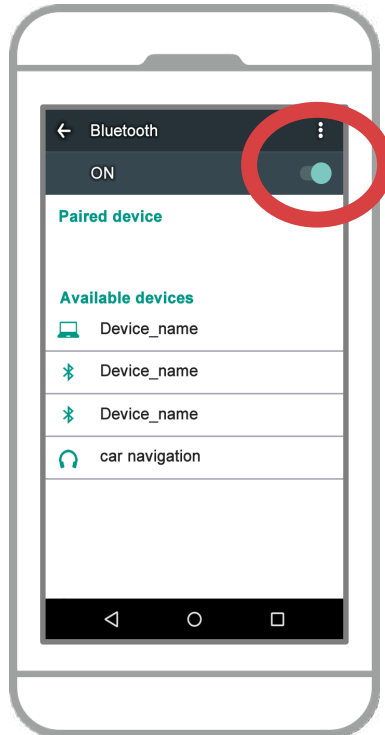 Bluetooth
ON
Paired device
Available devices
Device_name
Device_name
Device_name
car navigation